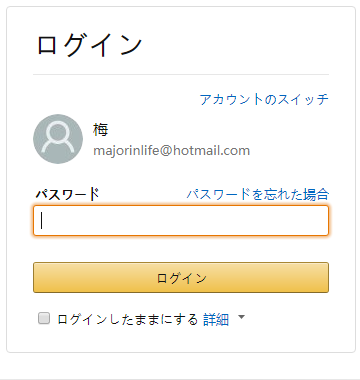 ログイン
アカウントのスイッチ
梅
majorinlife@hotmail.com
パスワード パスワードを忘れた場合
ログイン
ログインしたままにする 詳細